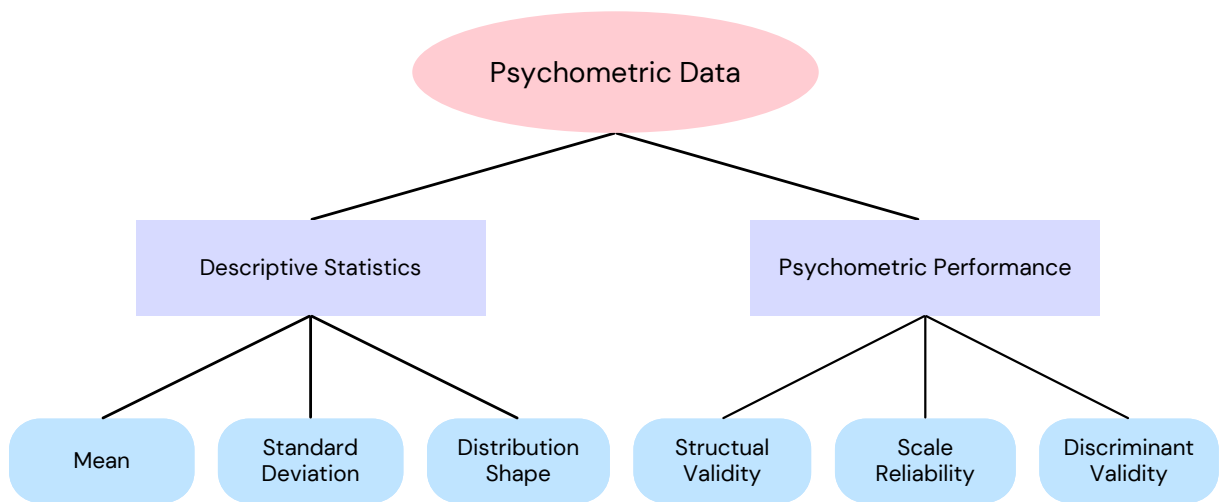 Psychometric Data
Descriptive Statistics
Psychometric Performance
Mean
Standard
Deviation
Distribution
Shape
Structual
Validity
Scale
Reliability
Discriminant
Validity